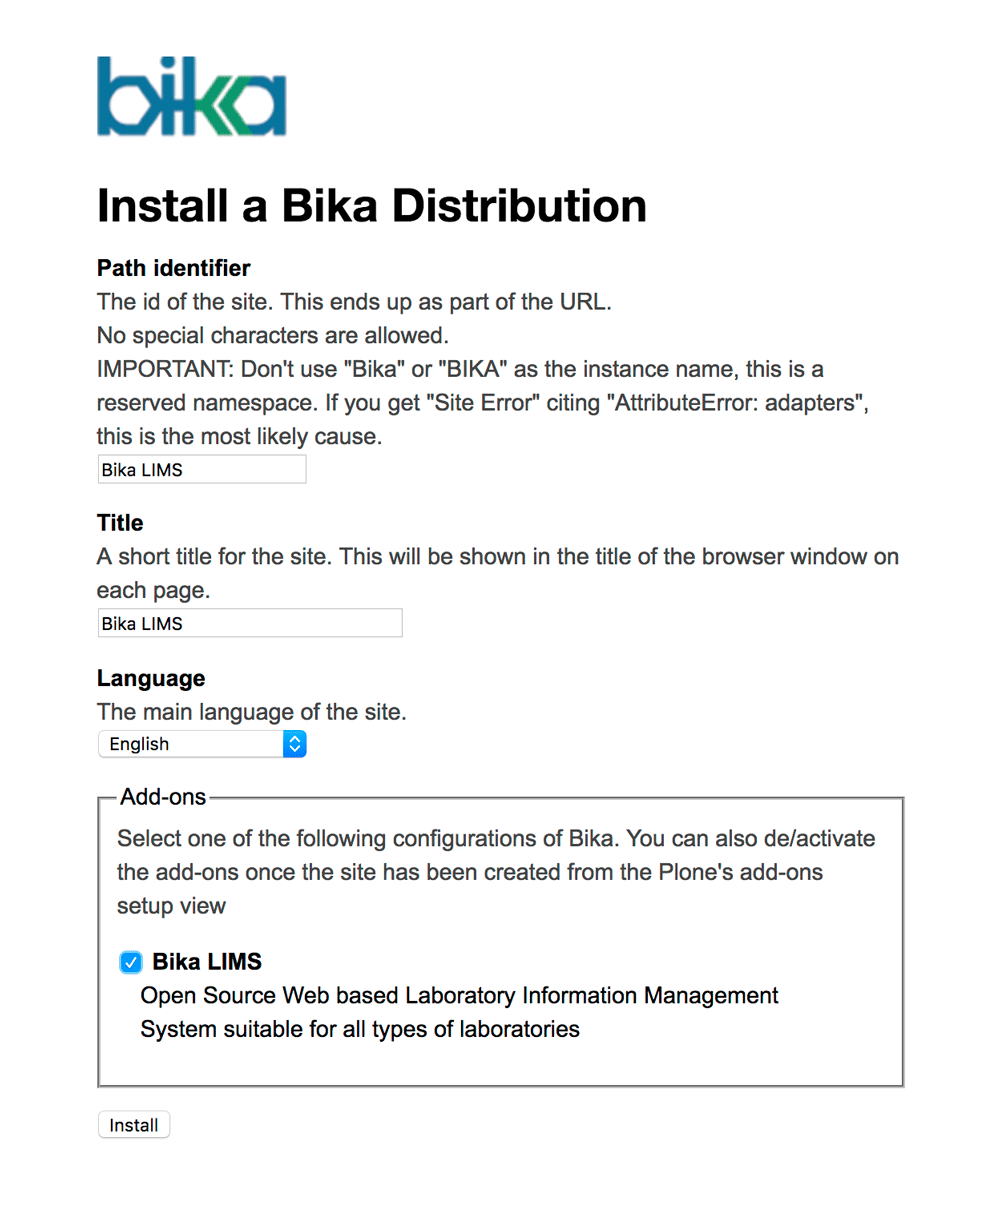 bika
Install a Bika Distribution
Path identifier
The id of the site. This ends up as part of the URL.
No special characters are allowed.
IMPORTANT: Don't use "Bika" or "BIKA" as the instance name, this is a
reserved namespace. If you get "Site Error" citing "AttributeError: adapters",
this is the most likely cause.
Bika LIMS
Title
A short title for the site. This will be shown in the title of the browser window on
each page.
Bika LIMS
Language
The main language of the site.
English
Add-ons
Select one of the following configurations of Bika. You can also de/activate
the add-ons once the site has been created from the Plone's add-ons
setup view
Bika LIMS
Open Source Web based Laboratory Information Management
System suitable for all types of laboratories
Install